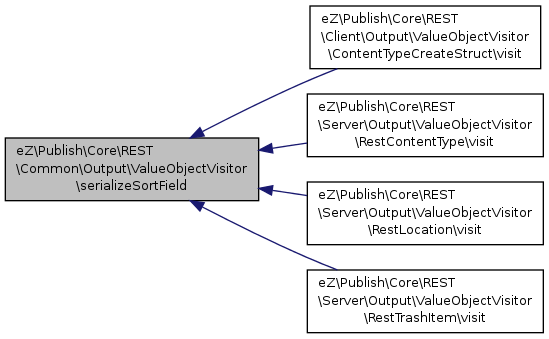 eZ\Publish\Core\REST
\Client\Output\ValueObjectVisitor
\ContentTypeCreateStruct\visit
eZ\Publish\Core\REST
\Server\Output\ValueObjectVisitor
\RestContentType\visit
eZ\Publish\Core\REST
\Common\Output\ValueObjectVisitor
\serializeSortField
eZ\Publish\Core\REST
\Server\Output\ValueObjectVisitor
\RestLocation\visit
eZ\Publish\Core\REST
\Server\Output\ValueObjectVisitor
\RestTrashItem\visit